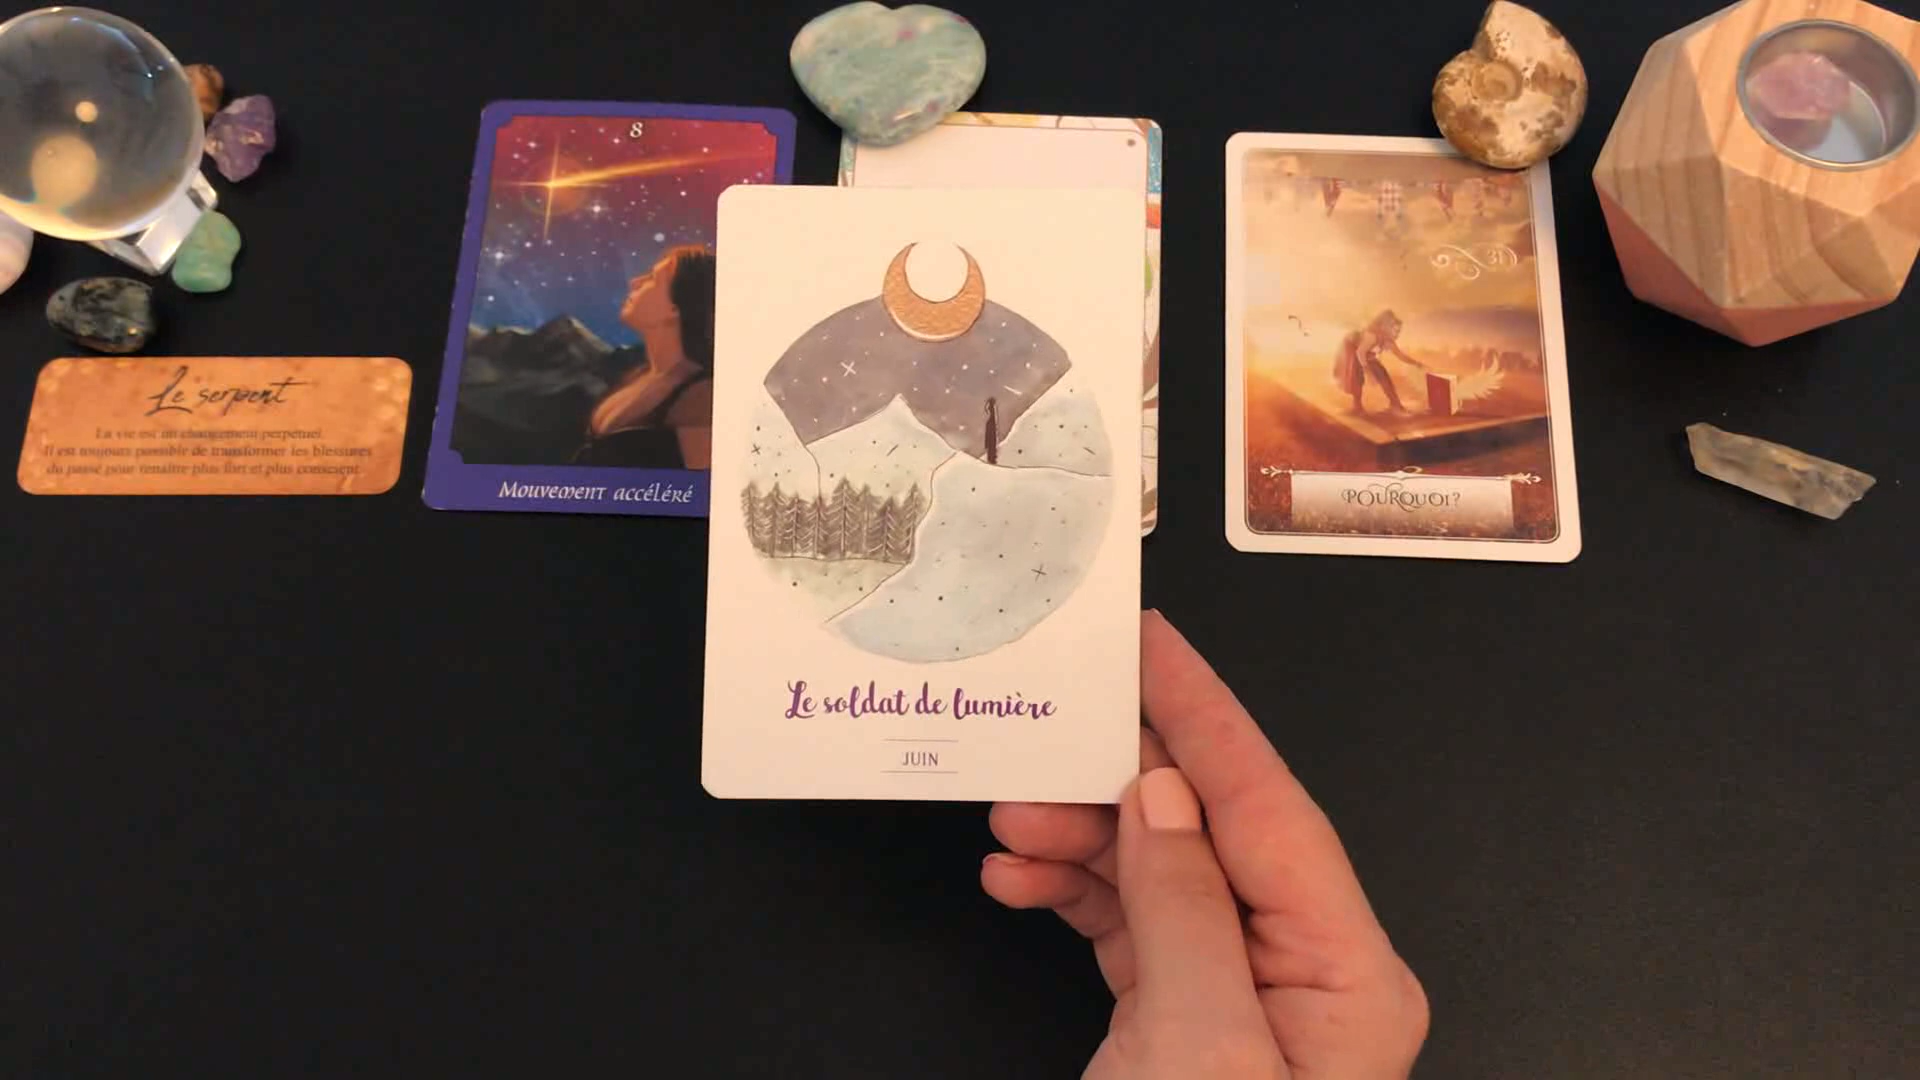 Le serpent
La vie est un changement perpetuel.
Il est toujours possible de transformer les blessures
du passé pour renaître plus fort et plus conscient.
8
Mouvement accéléré
Le soldat de lumière
JUIN
31
POURQUOI?